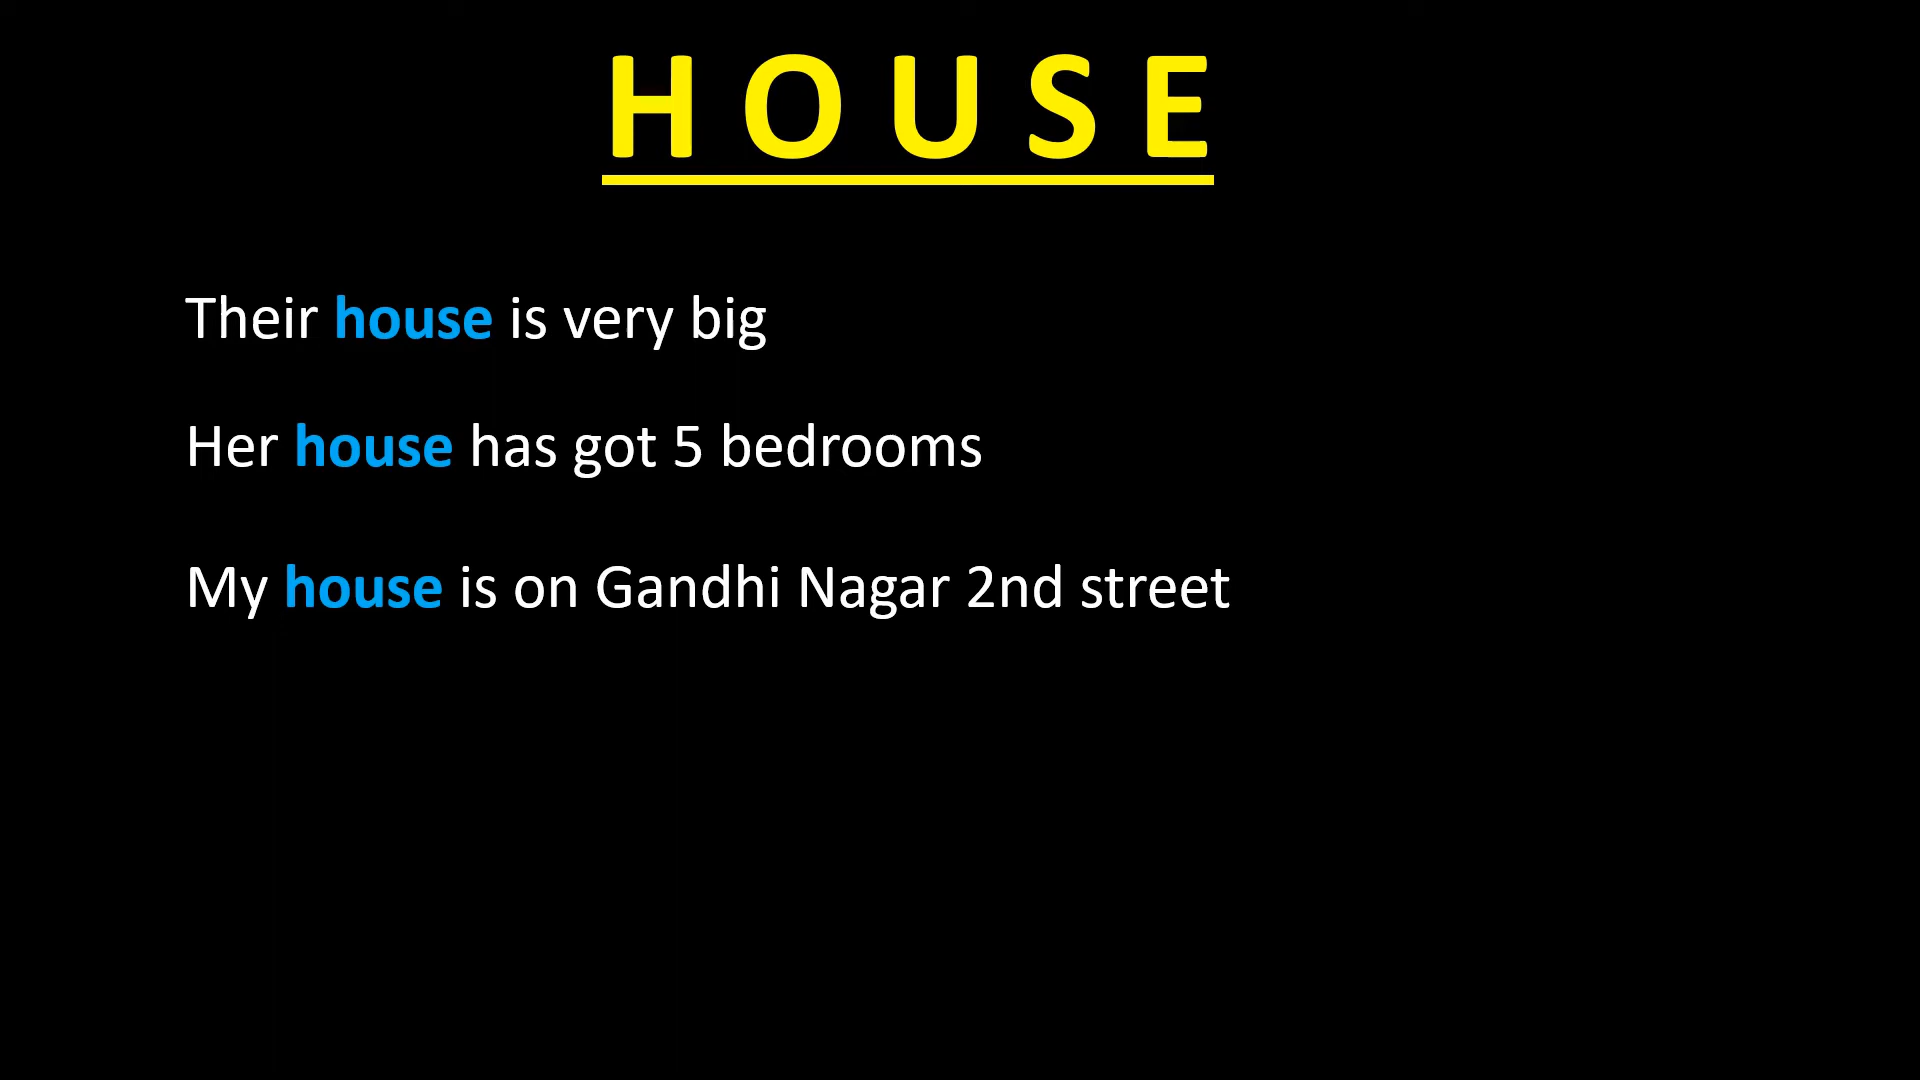 H O U S E
Their house is very big
Her house has got 5 bedrooms
My house is on Gandhi Nagar 2nd street